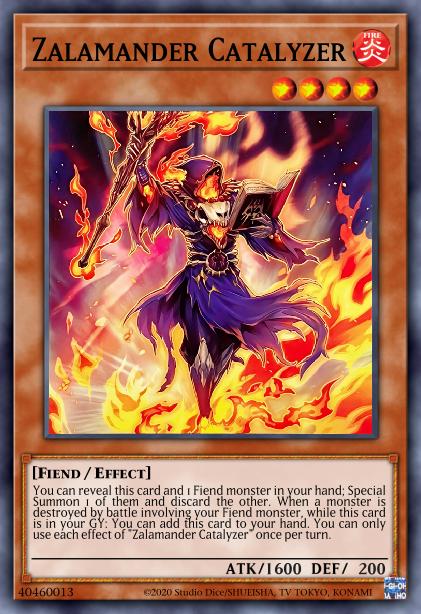 ZALAMANDER CATALYZER
FIRE
炎
[FIEND / EFFECT]
You can reveal this card and 1 Fiend monster in your hand; Special
Summon 1 of them and discard the other. When a monster is
destroyed by battle involving your Fiend monster, while this card
is in your GY: You can add this card to your hand. You can only
use each effect of "Zalamander Catalyzer" once per turn.
ATK/1600 DEF/ 200
40460013
©2020 Studio Dice/SHUEISHA, TV TOKYO, KONAMI